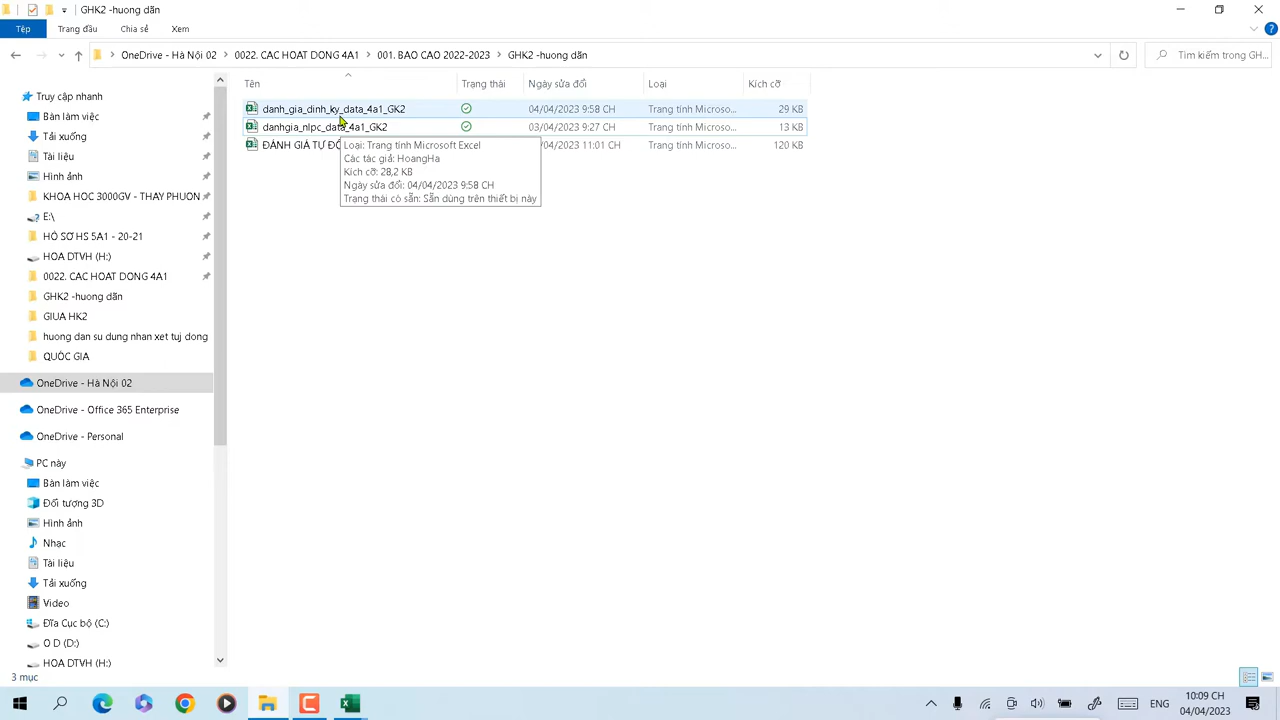 GHK2 -huong dẫn
Tệp Trang đầu Chia sẻ Xem
OneDrive - Hà Nội 02 0022. CAC HOAT DONG 4A1 001. BAO CAO 2022-2023 GHK2 -huong dẫn
Tìm kiếm trong GH...
Tên Trạng thái Ngày sửa đổi Loại Kích cỡ
Truy cập nhanh
Bàn làm việc
Tải xuống
Tài liệu
Hình ảnh
KHOA HOC 3000GV - THAY PHUON
E:\
HỒ SƠ HS 5A1 - 20-21
HOA DTVH (H:)
0022. CAC HOAT DONG 4A1
GHK2 -huong dẫn
GIUA HK2
huong dan su dung nhan xet tuj dong
QUỐC GIA
OneDrive - Hà Nội 02
OneDrive - Office 365 Enterprise
OneDrive - Personal
PC này
Bàn làm việc
Đối tượng 3D
Hình ảnh
Nhạc
Tài liệu
Tải xuống
Video
Đĩa Cục bộ (C:)
O D (D:)
HOA DTVH (H:)
danh_gia_dinh_ky_data_4a1_GK2 04/04/2023 9:58 CH Trang tính Microso... 29 KB
danhgia_nlpc_data_4a1_GK2 03/04/2023 9:27 CH Trang tính Microso... 13 KB
ĐÁNH GIÁ TỰ ĐỘ /04/2023 11:01 CH Trang tính Microso... 120 KB
Loại: Trang tính Microsoft Excel
Các tác giả: HoangHa
Kích cỡ: 28,2 KB
Ngày sửa đổi: 04/04/2023 9:58 CH
Trạng thái có sẵn: Sẵn dùng trên thiết bị này
3 mục
ENG
10:09 CH
04/04/2023